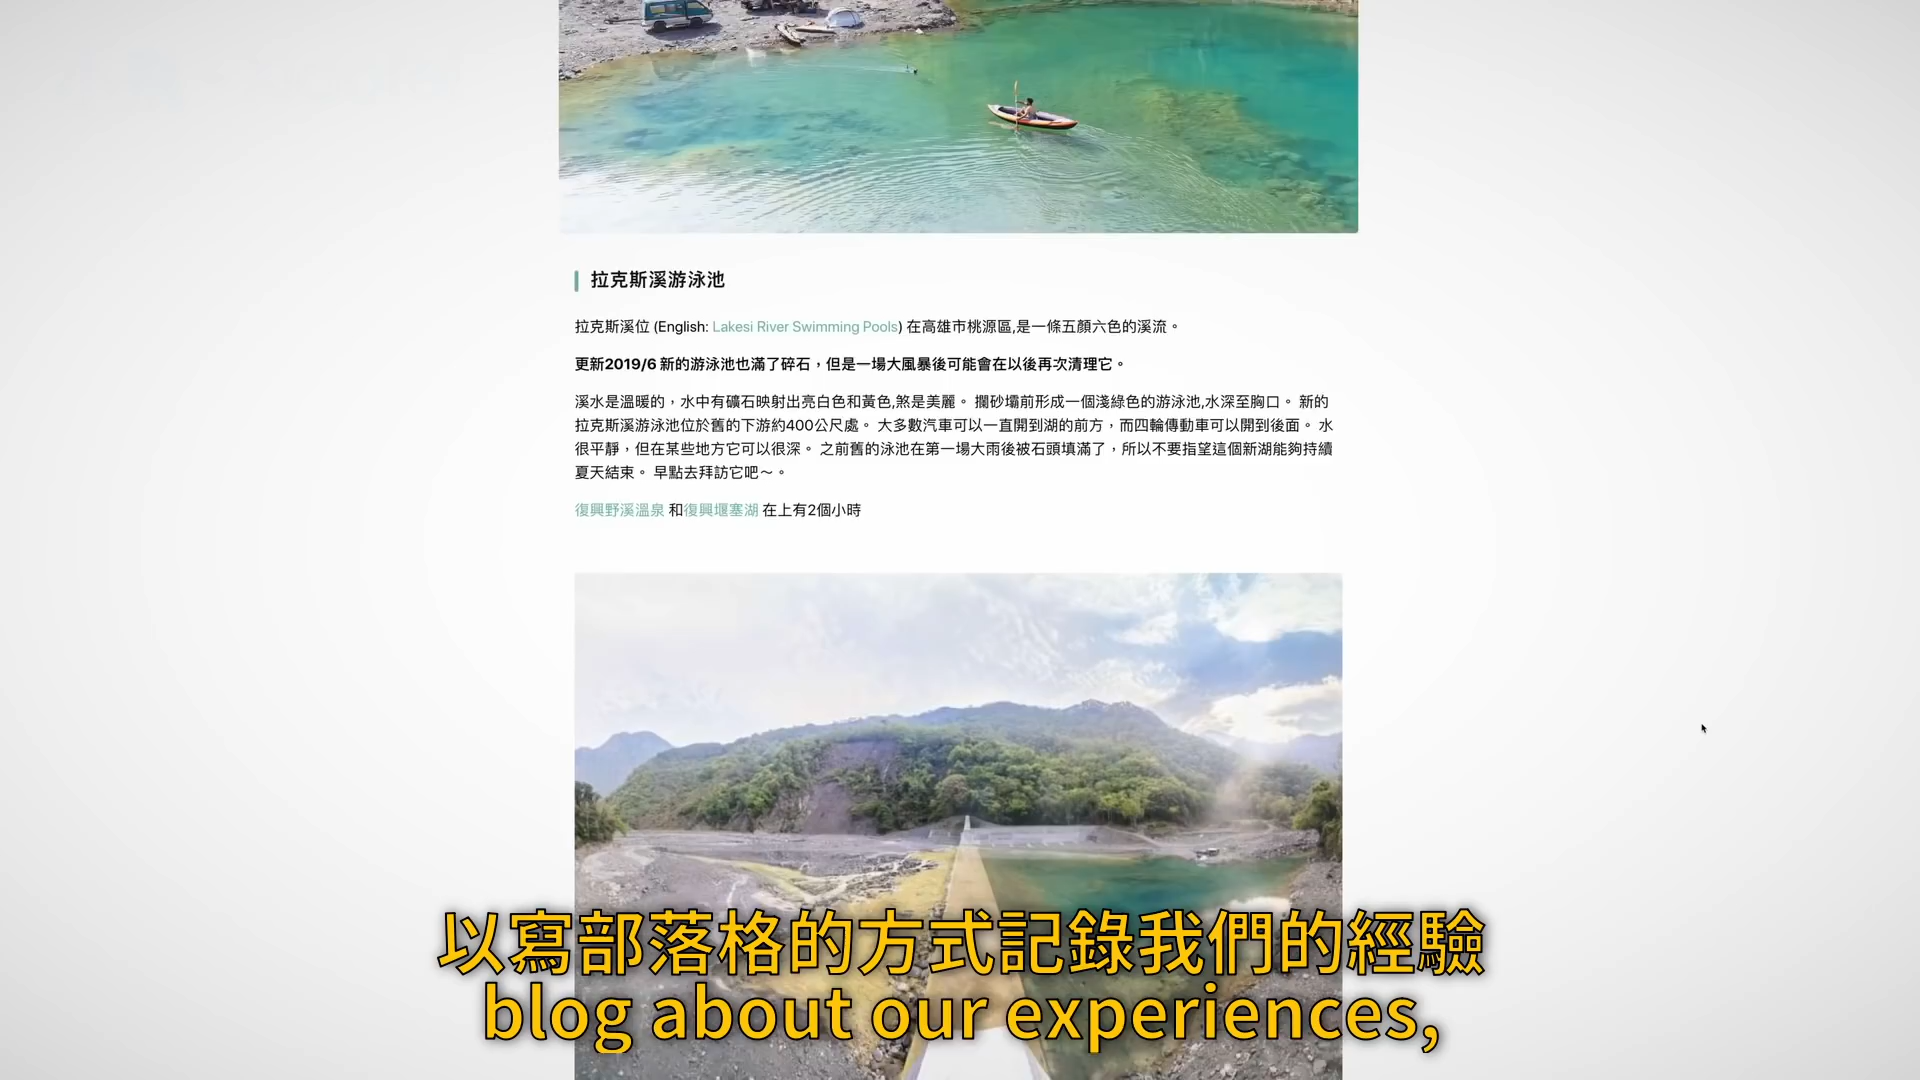 拉克斯溪游泳池
拉克斯溪位 (English: Lakesi River Swimming Pools) 在高雄市桃源區,是一條五顏六色的溪流。
更新2019/6 新的游泳池也滿了碎石，但是一場大風暴後可能會在以後再次清理它。
溪水是溫暖的，水中有礦石映射出亮白色和黃色,煞是美麗。 攔砂壩前形成一個淺綠色的游泳池,水深至胸口。 新的
拉克斯溪游泳池位於舊的下游約400公尺處。 大多數汽車可以一直開到湖的前方，而四輪傳動車可以開到後面。 水
很平靜，但在某些地方它可以很深。 之前舊的泳池在第一場大雨後被石頭填滿了，所以不要指望這個新湖能夠持續
夏天結束。 早點去拜訪它吧～。
復興野溪溫泉 和復興堰塞湖 在上有2個小時
以寫部落格的方式記錄我們的經驗
blog about our experiences,